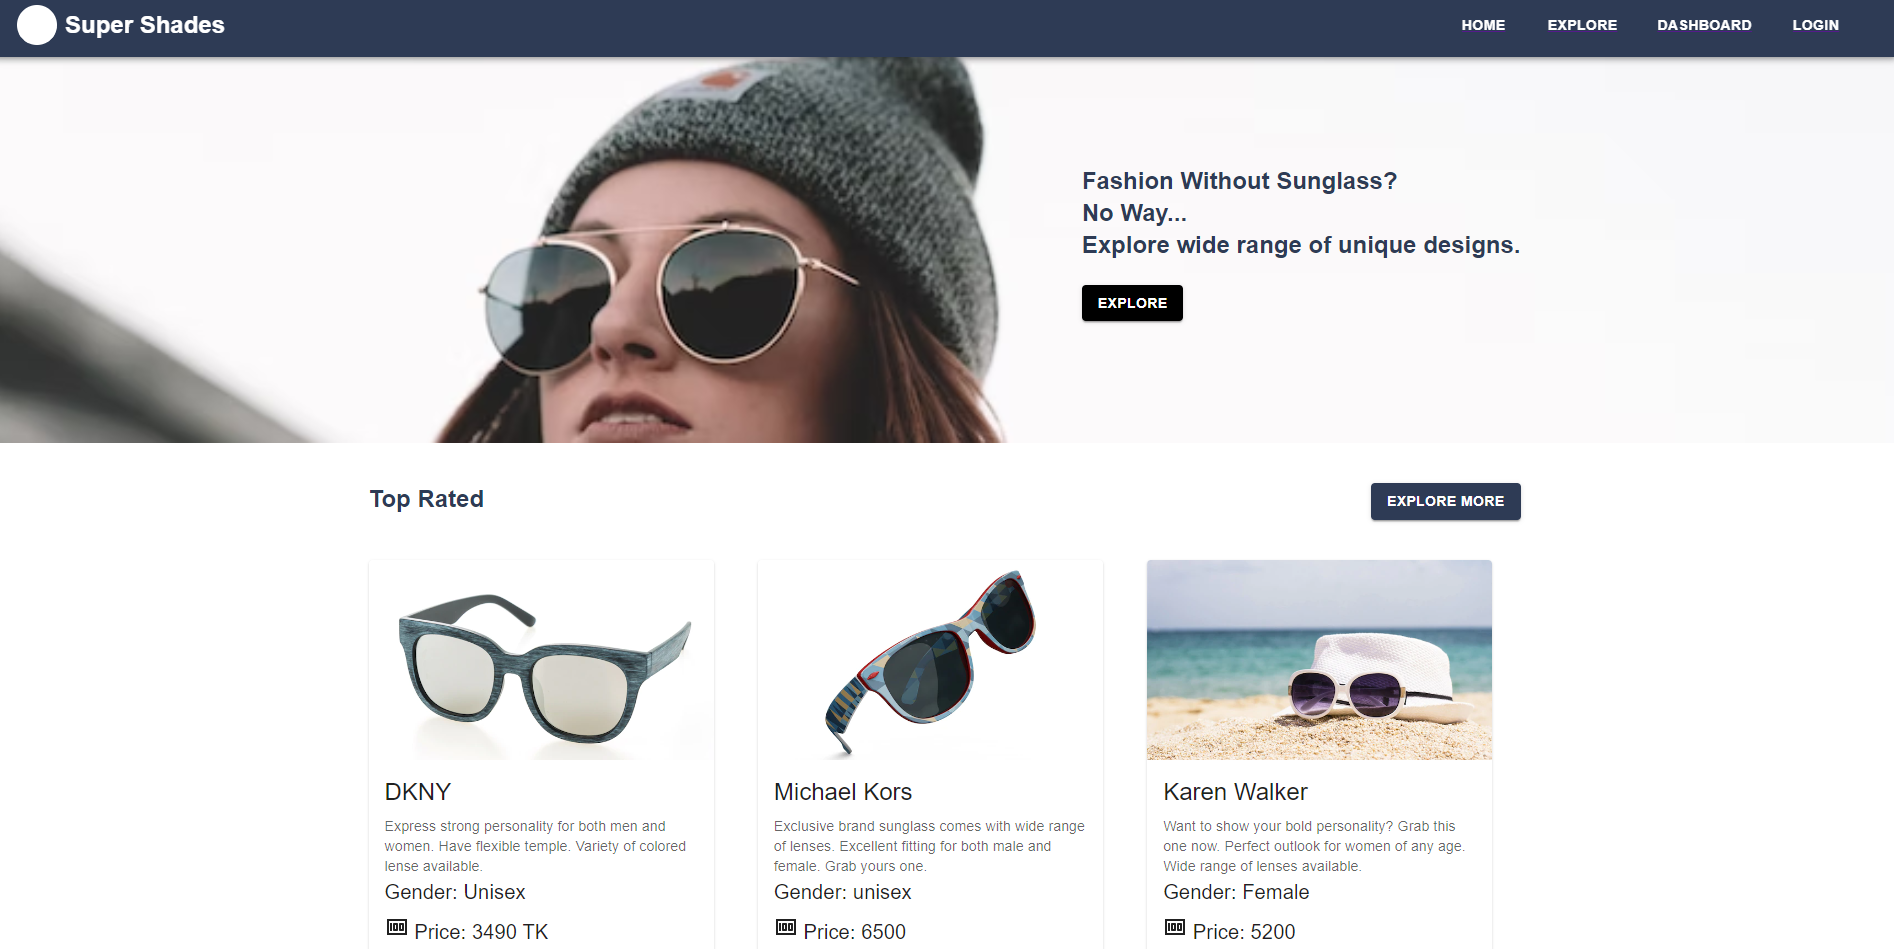 Super Shades
HOME EXPLORE DASHBOARD LOGIN
Fashion Without Sunglass?
No Way...
Explore wide range of unique designs.
EXPLORE
Top Rated
EXPLORE MORE
DKNY
Express strong personality for both men and
women. Have flexible temple. Variety of colored
lense available.
Gender: Unisex
100 Price: 3490 TK
Michael Kors
Exclusive brand sunglass comes with wide range
of lenses. Excellent fitting for both male and
female. Grab yours one.
Gender: unisex
100 Price: 6500
Karen Walker
Want to show your bold personality? Grab this
one now. Perfect outlook for women of any age.
Wide range of lenses available.
Gender: Female
100 Price: 5200